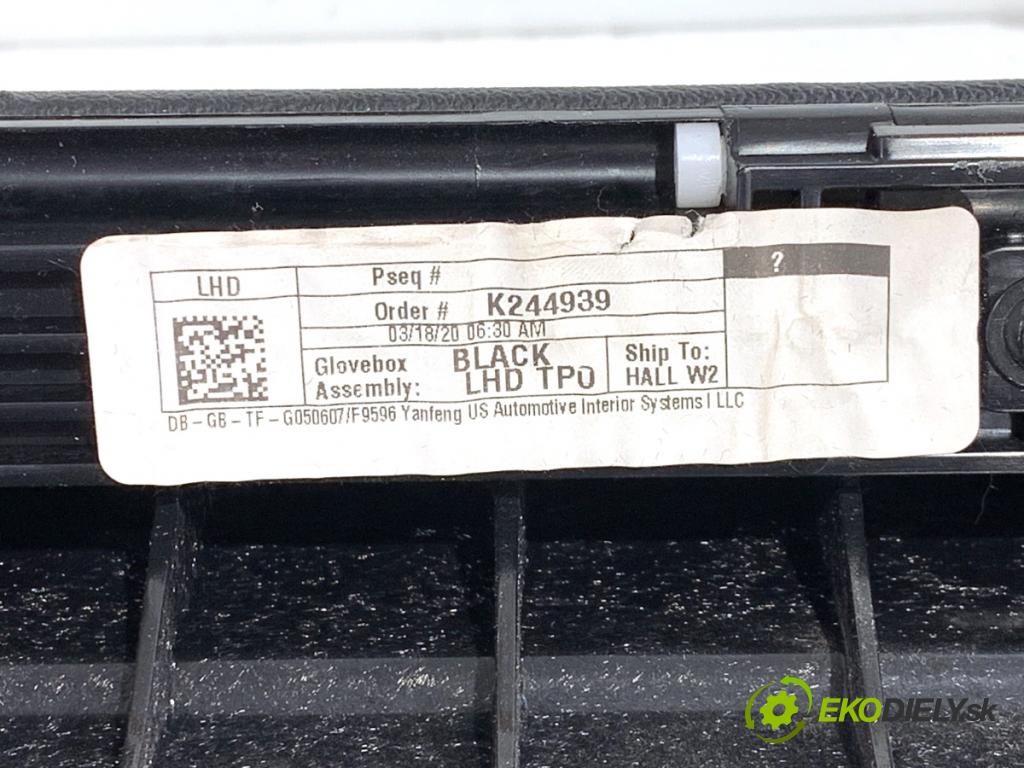 LHD
Pseq #
?
Order # K244939
03/18/20 06:30 AM
Glovebox Assembly: BLACK LHD TPO
Ship To: HALL W2
DB-GB-TF-G050607/F9596 Yanfeng US Automotive Interior Systems I LLC
EKODIELY.sk